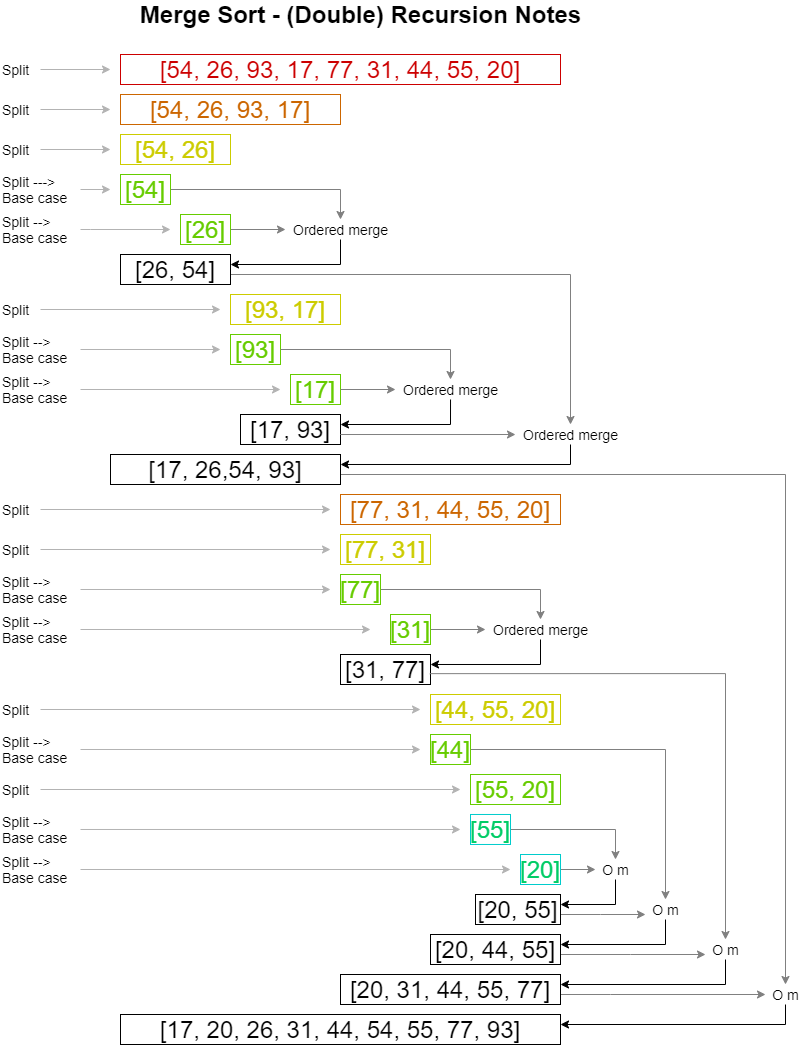 Merge Sort - (Double) Recursion Notes
Split
[54, 26, 93, 17, 77, 31, 44, 55, 20]
Split
[54, 26, 93, 17]
Split
[54, 26]
Split --->
Base case
[54]
Split -->
Base case
[26]
Ordered merge
[26, 54]
Split
[93, 17]
Split -->
Base case
[93]
Split -->
Base case
[17]
Ordered merge
[17, 93]
Ordered merge
[17, 26,54, 93]
Split
[77, 31, 44, 55, 20]
Split
[77, 31]
Split -->
Base case
[77]
Split -->
Base case
[31]
Ordered merge
[31, 77]
Split
[44, 55, 20]
Split -->
Base case
[44]
Split
[55, 20]
Split -->
Base case
[55]
Split -->
Base case
[20]
O m
[20, 55]
O m
[20, 44, 55]
O m
[20, 31, 44, 55, 77]
O m
[17, 20, 26, 31, 44, 54, 55, 77, 93]